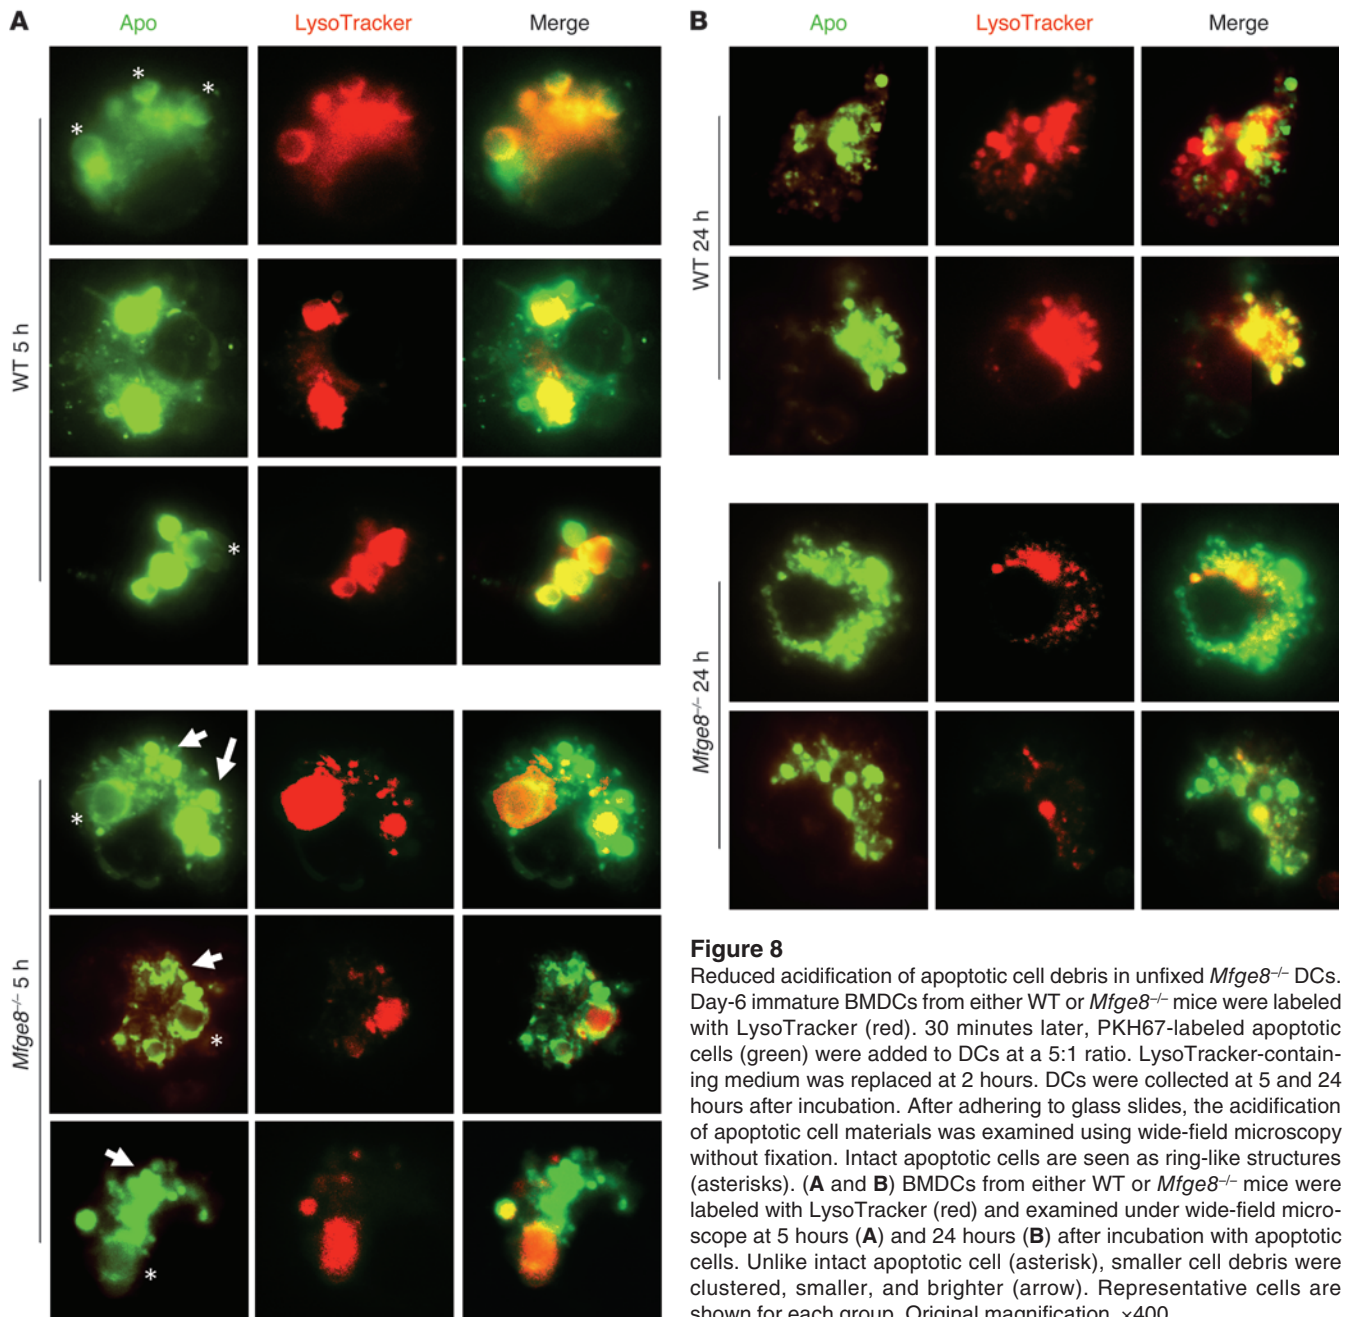 A
Apo
LysoTracker
Merge
*
*
*
WT 5 h
*
*
Mfge8–/– 5 h
*
*
B
Apo
LysoTracker
Merge
WT 24 h
Mfge8–/– 24 h
Figure 8
Reduced acidification of apoptotic cell debris in unfixed Mfge8–/– DCs.
Day-6 immature BMDCs from either WT or Mfge8–/– mice were labeled
with LysoTracker (red). 30 minutes later, PKH67-labeled apoptotic
cells (green) were added to DCs at a 5:1 ratio. LysoTracker-contain-
ing medium was replaced at 2 hours. DCs were collected at 5 and 24
hours after incubation. After adhering to glass slides, the acidification
of apoptotic cell materials was examined using wide-field microscopy
without fixation. Intact apoptotic cells are seen as ring-like structures
(asterisks). (A and B) BMDCs from either WT or Mfge8–/– mice were
labeled with LysoTracker (red) and examined under wide-field micro-
scope at 5 hours (A) and 24 hours (B) after incubation with apoptotic
cells. Unlike intact apoptotic cell (asterisk), smaller cell debris were
clustered, smaller, and brighter (arrow). Representative cells are
shown for each group. Original magnification, ×400.